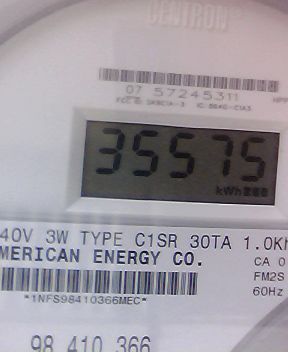 CENTRON®
07 57245311
35575
kWh
40V 3W TYPE C1SR 30TA 1.0Kh
MERICAN ENERGY CO.
CA 0
FM2S
60Hz
*1NFS98410366MEC*
98 410 366